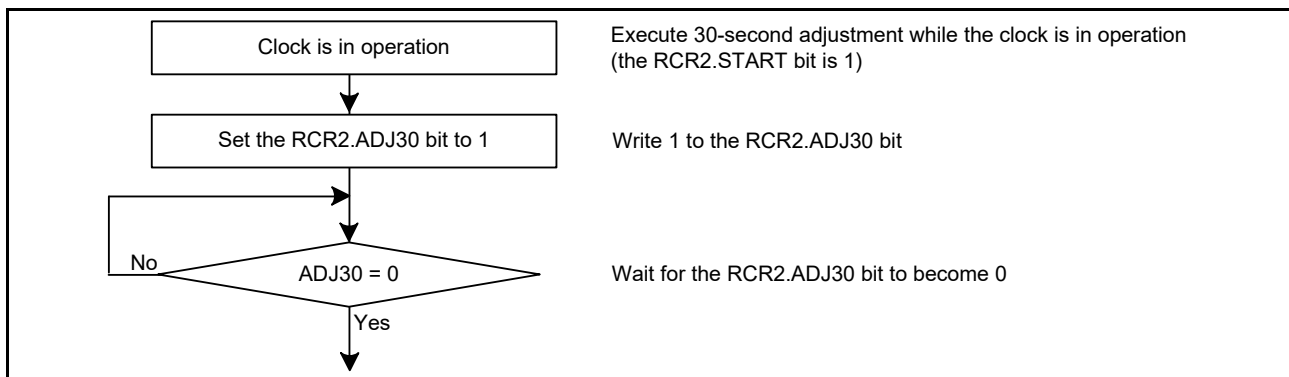 Clock is in operation
Execute 30-second adjustment while the clock is in operation
(the RCR2.START bit is 1)
Set the RCR2.ADJ30 bit to 1
Write 1 to the RCR2.ADJ30 bit
No
ADJ30 = 0
Wait for the RCR2.ADJ30 bit to become 0
Yes